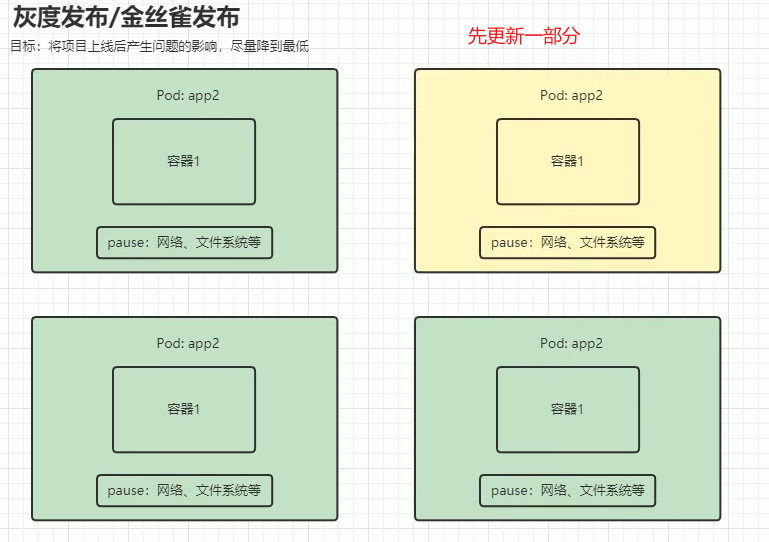 灰度发布/金丝雀发布
目标：将项目上线后产生问题的影响，尽量降到最低
先更新一部分
Pod: app2
容器1
pause：网络、文件系统等
Pod: app2
容器1
pause：网络、文件系统等
Pod: app2
容器1
pause：网络、文件系统等
Pod: app2
容器1
pause：网络、文件系统等